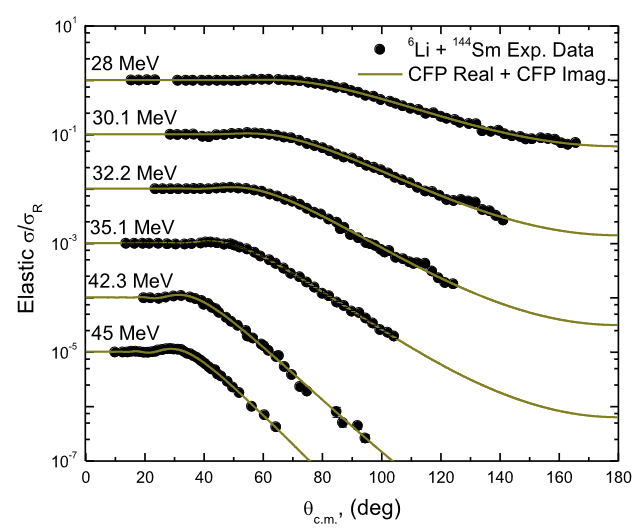 10¹
⁶Li + ¹⁴⁴Sm Exp. Data
CFP Real + CFP Imag.
28 MeV
30.1 MeV
10⁻¹
32.2 MeV
35.1 MeV
10⁻³
42.3 MeV
45 MeV
10⁻⁵
10⁻⁷
Elastic σ/σ_R
0 20 40 60 80 100 120 140 160 180
θ_c.m., (deg)